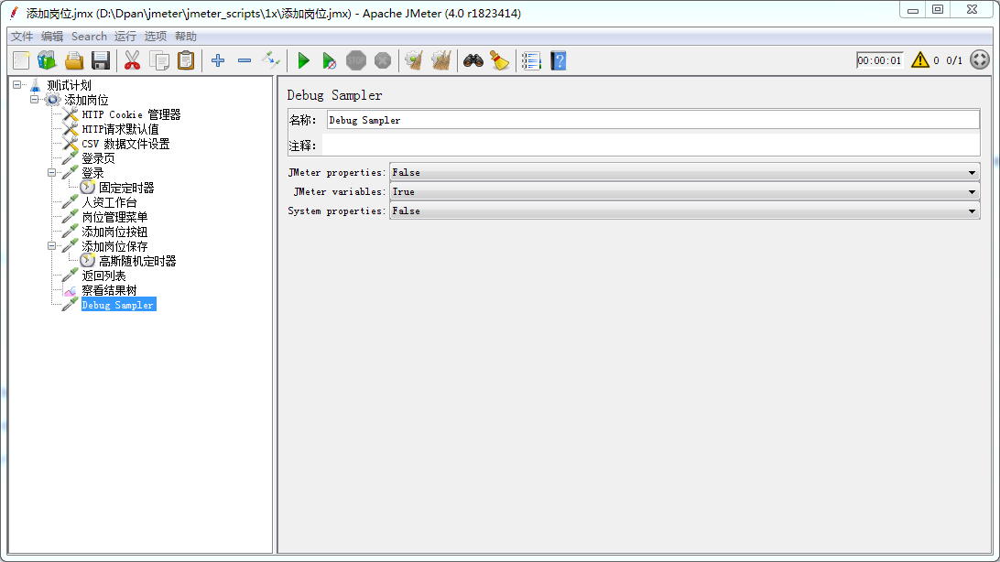 添加岗位.jmx (D:\Dpan\jmeter\jmeter_scripts\1x\添加岗位.jmx) - Apache JMeter (4.0 r1823414)
文件 编辑 Search 运行 选项 帮助
STOP 00:00:01 0 0/1
测试计划
添加岗位
HTTP Cookie 管理器
HTTP请求默认值
CSV 数据文件设置
登录页
登录
固定定时器
人资工作台
岗位管理菜单
添加岗位按钮
添加岗位保存
高斯随机定时器
返回列表
察看结果树
Debug Sampler
Debug Sampler
名称: Debug Sampler
注释:
JMeter properties: False
JMeter variables: True
System properties: False